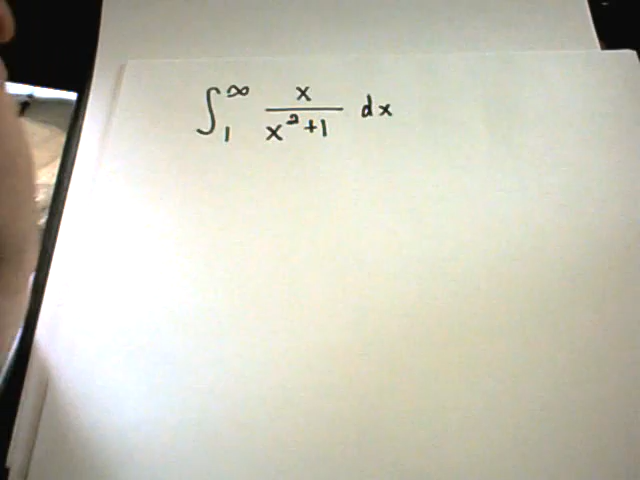 ∫₁^∞ x/(x²+1) dx